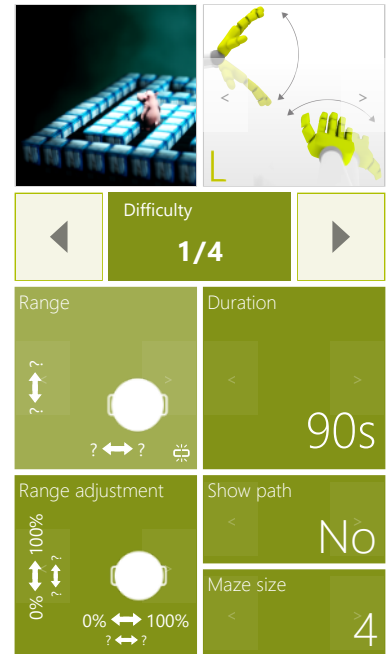 < >
L
Difficulty
1/4
Range
? ?
? ?
< >
Duration
< >
90s
Range adjustment
0% 100%
? ?
0% 100%
? ?
< >
Show path
< >
No
Maze size
< >
4